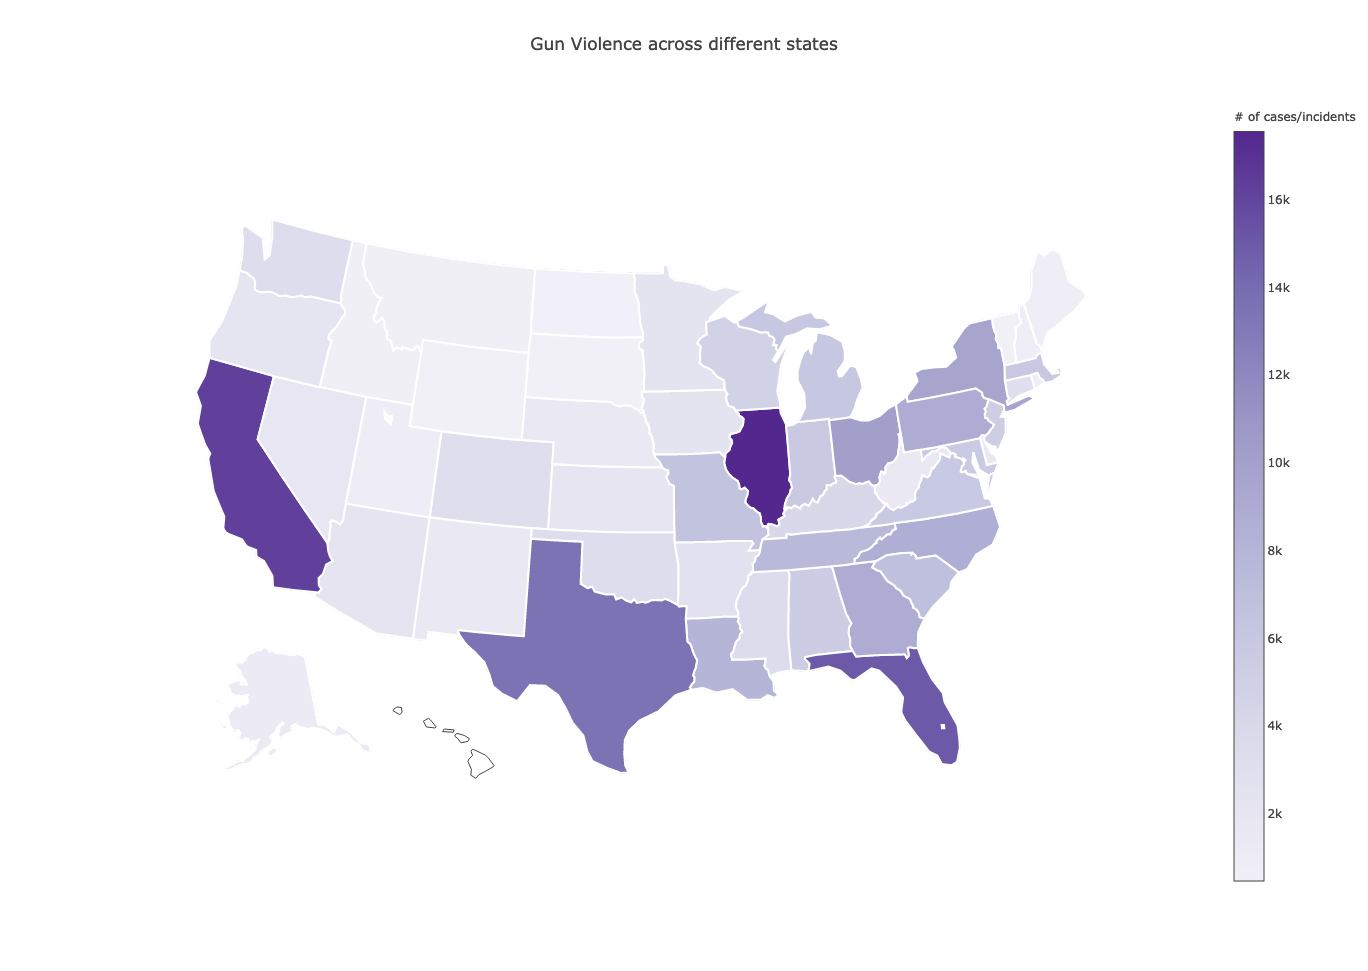 Gun Violence across different states
# of cases/incidents
16k
14k
12k
10k
8k
6k
4k
2k